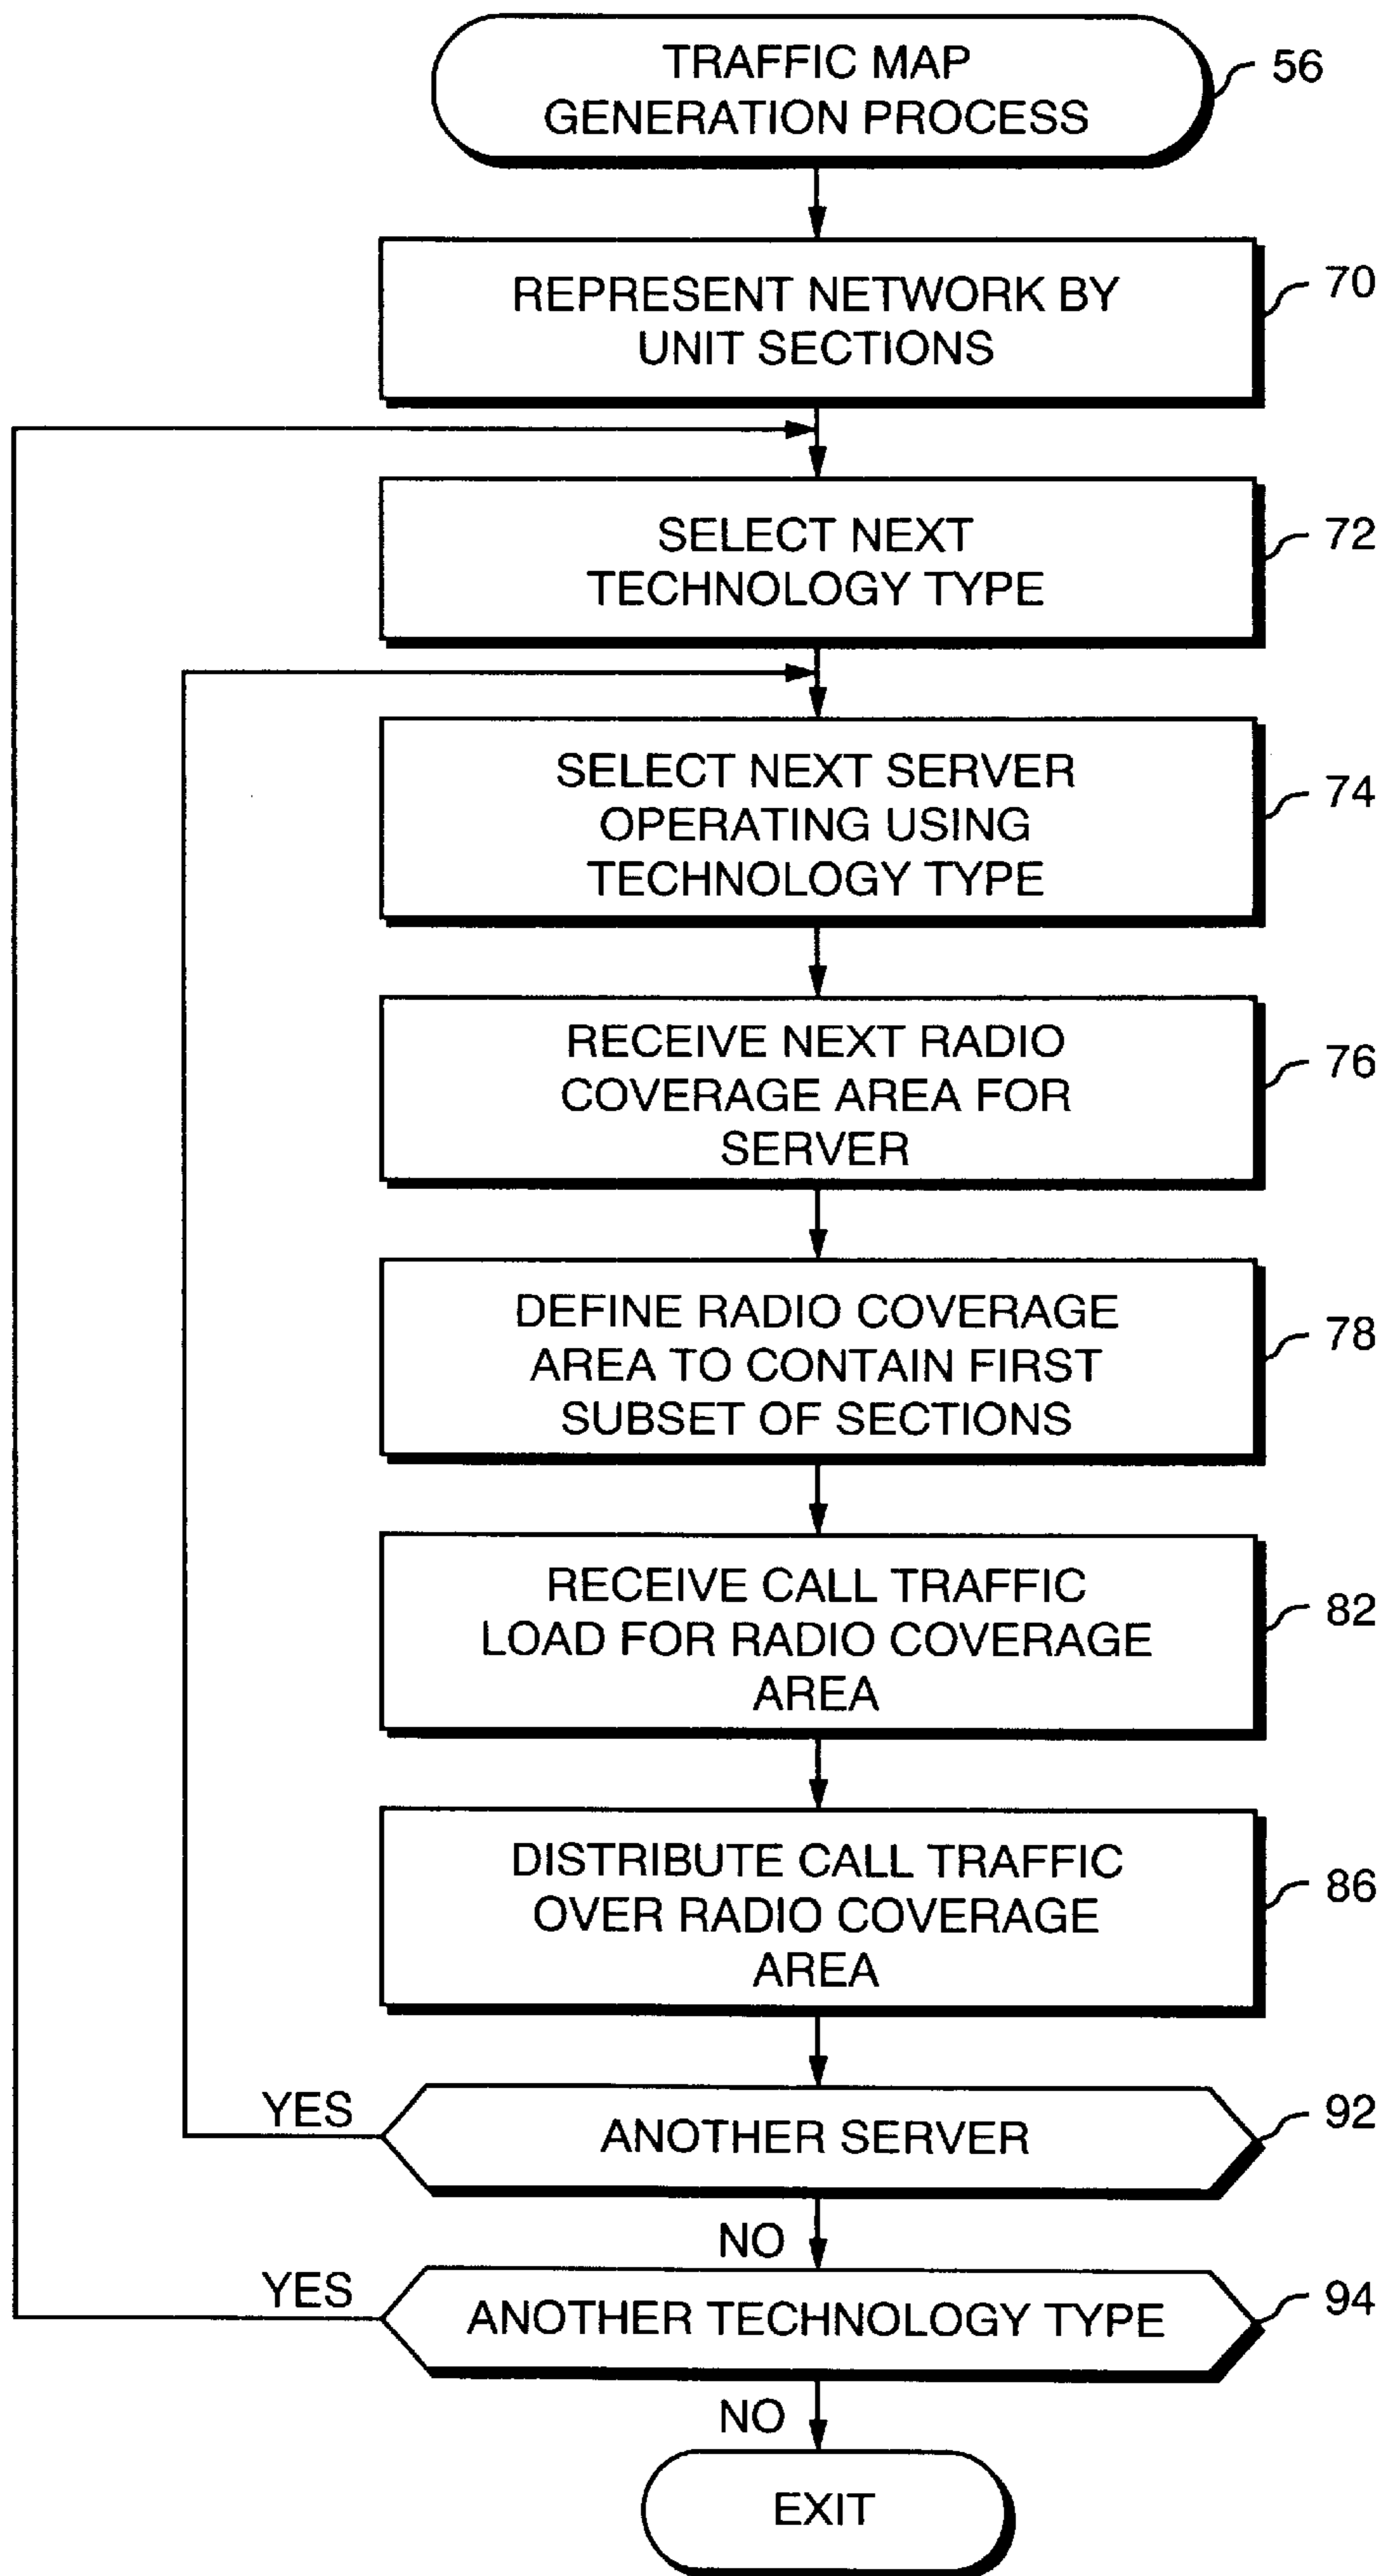 TRAFFIC MAP
GENERATION PROCESS
56
REPRESENT NETWORK BY
UNIT SECTIONS
70
SELECT NEXT
TECHNOLOGY TYPE
72
SELECT NEXT SERVER
OPERATING USING
TECHNOLOGY TYPE
74
RECEIVE NEXT RADIO
COVERAGE AREA FOR
SERVER
76
DEFINE RADIO COVERAGE
AREA TO CONTAIN FIRST
SUBSET OF SECTIONS
78
RECEIVE CALL TRAFFIC
LOAD FOR RADIO COVERAGE
AREA
82
DISTRIBUTE CALL TRAFFIC
OVER RADIO COVERAGE
AREA
86
YES
ANOTHER SERVER
92
NO
YES
ANOTHER TECHNOLOGY TYPE
94
NO
EXIT